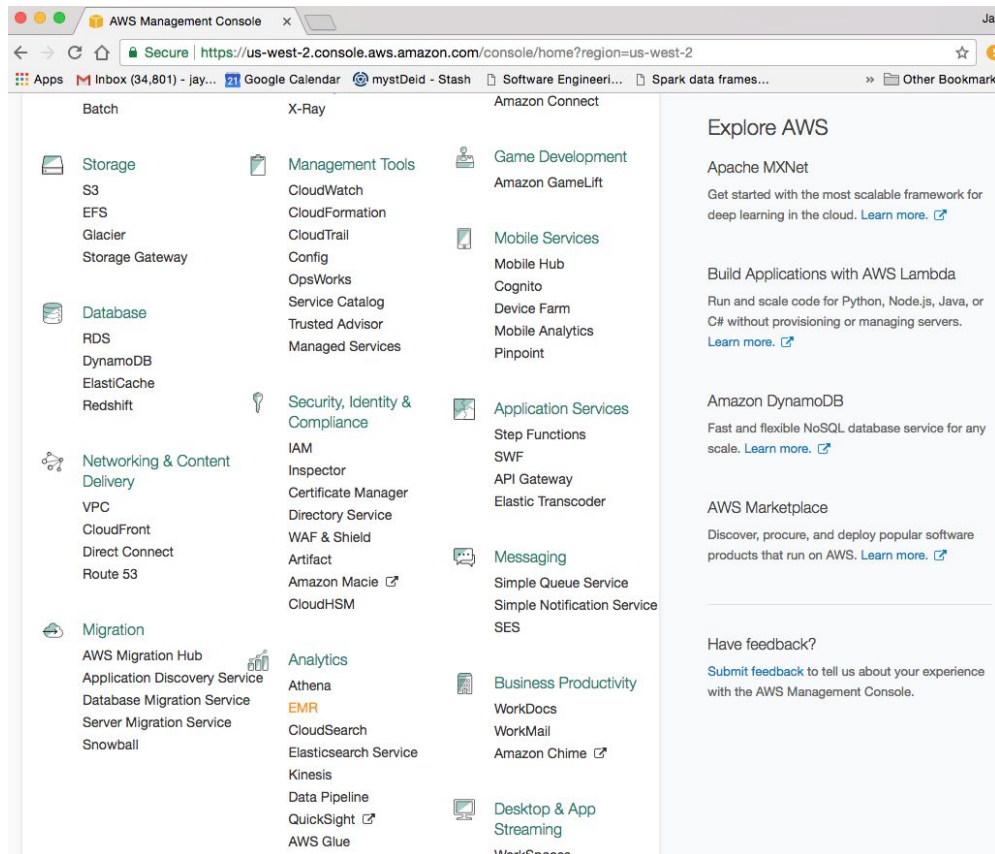 AWS Management Console
Ja
Secure | https://us-west-2.console.aws.amazon.com/console/home?region=us-west-2
Apps
Inbox (34,801) - jay...
21
Google Calendar
mystDeid - Stash
Software Engineeri...
Spark data frames...
»
Other Bookmark
Batch
Storage
S3
EFS
Glacier
Storage Gateway
Database
RDS
DynamoDB
ElastiCache
Redshift
Networking & Content
Delivery
VPC
CloudFront
Direct Connect
Route 53
Migration
AWS Migration Hub
Application Discovery Service
Database Migration Service
Server Migration Service
Snowball
X-Ray
Management Tools
CloudWatch
CloudFormation
CloudTrail
Config
OpsWorks
Service Catalog
Trusted Advisor
Managed Services
Security, Identity &
Compliance
IAM
Inspector
Certificate Manager
Directory Service
WAF & Shield
Artifact
Amazon Macie
CloudHSM
Analytics
Athena
EMR
CloudSearch
Elasticsearch Service
Kinesis
Data Pipeline
QuickSight
AWS Glue
Amazon Connect
Game Development
Amazon GameLift
Mobile Services
Mobile Hub
Cognito
Device Farm
Mobile Analytics
Pinpoint
Application Services
Step Functions
SWF
API Gateway
Elastic Transcoder
Messaging
Simple Queue Service
Simple Notification Service
SES
Business Productivity
WorkDocs
WorkMail
Amazon Chime
Desktop & App
Streaming
WorkSpaces
Explore AWS
Apache MXNet
Get started with the most scalable framework for
deep learning in the cloud. Learn more.
Build Applications with AWS Lambda
Run and scale code for Python, Node.js, Java, or
C# without provisioning or managing servers.
Learn more.
Amazon DynamoDB
Fast and flexible NoSQL database service for any
scale. Learn more.
AWS Marketplace
Discover, procure, and deploy popular software
products that run on AWS. Learn more.
Have feedback?
Submit feedback to tell us about your experience
with the AWS Management Console.